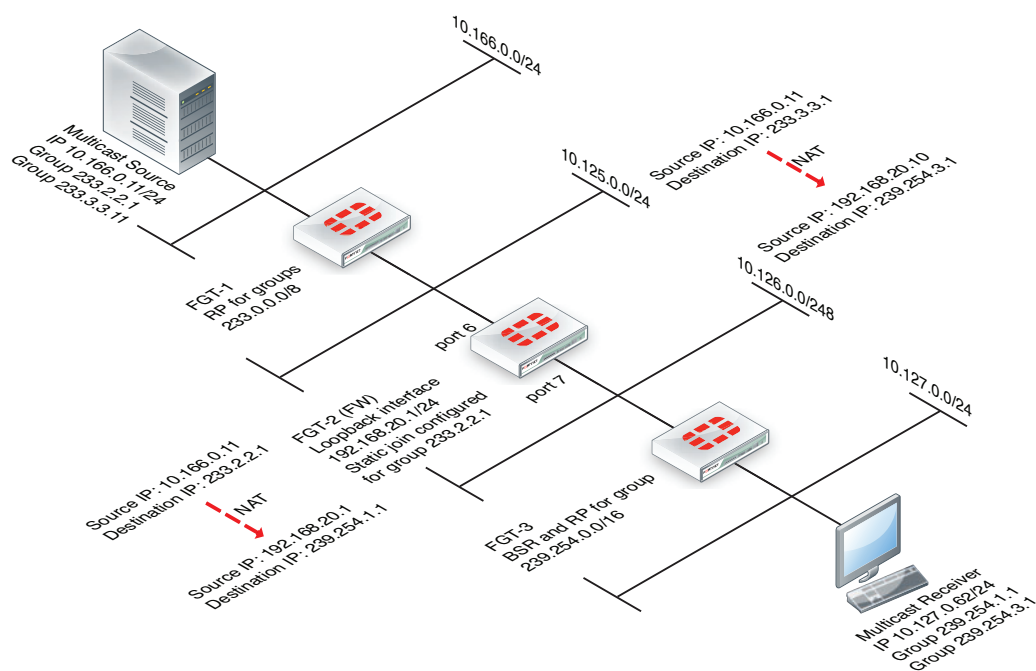 10.166.0.0/24
Multicast Source
IP 10.166.0.11/24
Group 233.2.2.1
Group 233.3.3.11
Source IP: 10.166.0.11
Destination IP: 233.3.3.1
NAT
Source IP: 192.168.20.10
Destination IP: 239.254.3.1
10.125.0.0/24
FGT-1
RP for groups
233.0.0.0/8
10.126.0.0/248
port 6
port 7
FGT-2 (FW)
Loopback interface
192.168.20.1/24
Static join configured
for group 233.2.2.1
10.127.0.0/24
Source IP: 10.166.0.11
Destination IP: 233.2.2.1
NAT
Source IP: 192.168.20.1
Destination IP: 239.254.1.1
FGT-3
BSR and RP for group
239.254.0.0/16
Multicast Receiver
IP 10.127.0.62/24
Group 239.254.1.1
Group 239.254.3.1